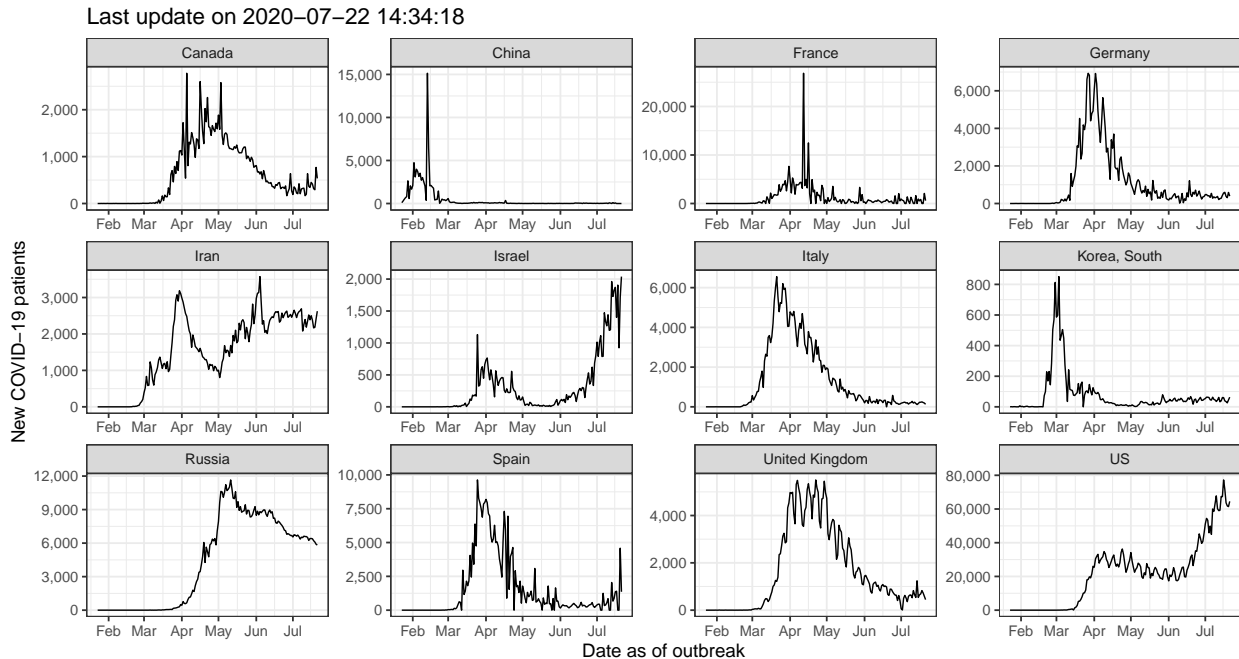 Last update on 2020−07−22 14:34:18
New COVID−19 patients
Canada
2,000
1,000
0
Feb Mar Apr May Jun Jul
China
15,000
10,000
5,000
0
Feb Mar Apr May Jun Jul
France
20,000
10,000
0
Feb Mar Apr May Jun Jul
Germany
6,000
4,000
2,000
0
Feb Mar Apr May Jun Jul
Iran
3,000
2,000
1,000
0
Feb Mar Apr May Jun Jul
Israel
2,000
1,500
1,000
500
0
Feb Mar Apr May Jun Jul
Italy
6,000
4,000
2,000
0
Feb Mar Apr May Jun Jul
Korea, South
800
600
400
200
0
Feb Mar Apr May Jun Jul
Russia
12,000
9,000
6,000
3,000
0
Feb Mar Apr May Jun Jul
Spain
10,000
7,500
5,000
2,500
0
Feb Mar Apr May Jun Jul
United Kingdom
4,000
2,000
0
Feb Mar Apr May Jun Jul
US
80,000
60,000
40,000
20,000
0
Feb Mar Apr May Jun Jul
Date as of outbreak